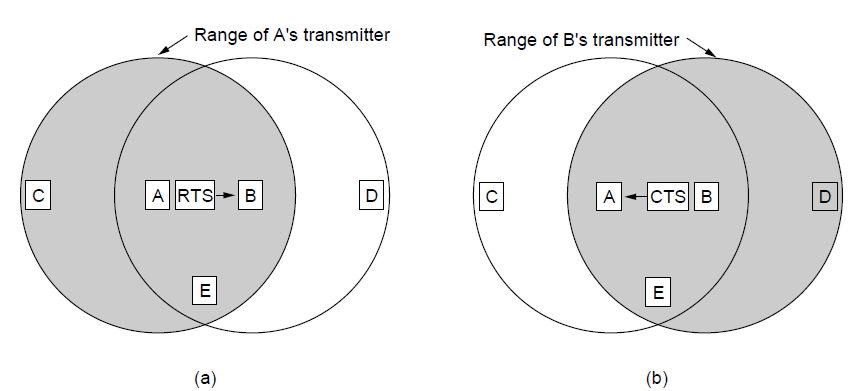 Range of A's transmitter
C
A
RTS
B
D
E
(a)
Range of B's transmitter
C
A
CTS
B
D
E
(b)